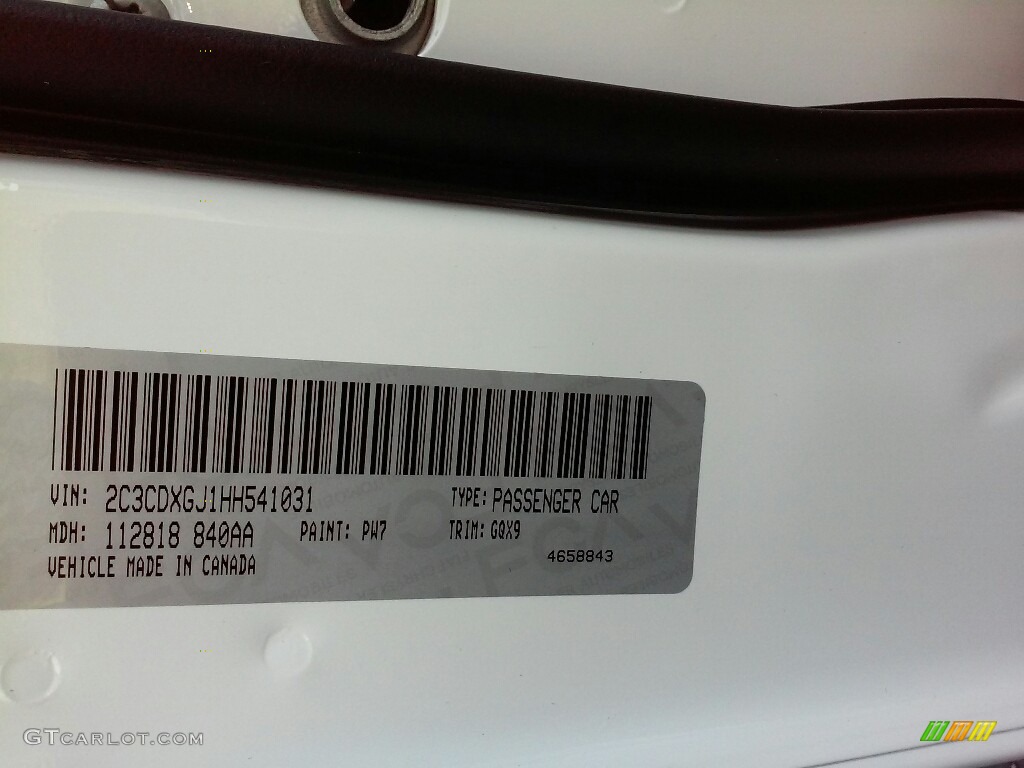 VIN: 2C3CDXGJ1HH541031 TYPE: PASSENGER CAR
MDH: 112818 840AA PAINT: PW7 TRIM: GQX9
VEHICLE MADE IN CANADA 4658843
GTCARLOT.COM